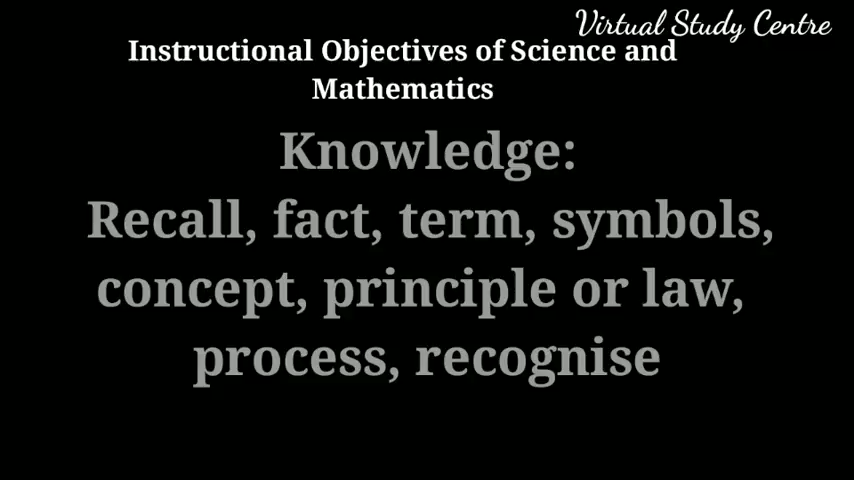 Virtual Study Centre
Instructional Objectives of Science and
Mathematics
Knowledge:
Recall, fact, term, symbols,
concept, principle or law,
process, recognise